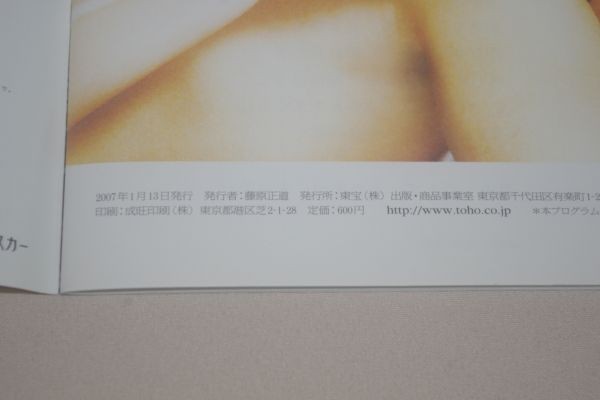 2007年1月13日発行 発行者:藤原正道 発行所:東宝(株) 出版・商品事業室 東京都千代田区有楽町1-2
印刷:成旺印刷(株) 東京都港区芝2-1-28 定価:600円 http://www.toho.co.jp *本プログラム
スカー